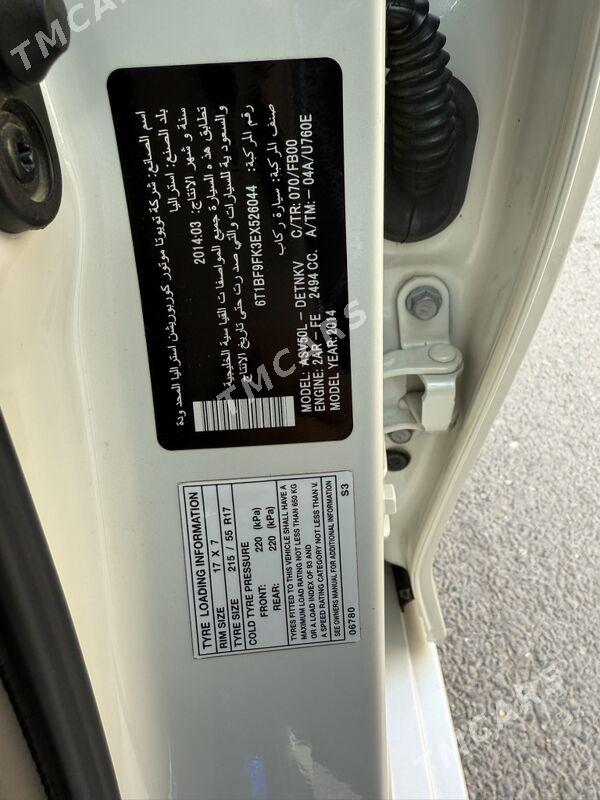 اسم الصانع: شركة تويوتا موتور كوربوريشن استراليا المحدودة
بلد الصنع: استراليا
سنة و شهر الانتاج: 2014:03
تطابق هذه السيارة جميع المواصفات القياسية الخليجية
والسعودية للسيارات والتي صدرت حتى تاريخ الانتاج
رقم المركبة: 6T1BF9FK3EX526044
صنف المركبة: سيارة ركاب
MODEL: ASV50L - DETNKV C/TR: 070/FB00
ENGINE: 2AR - FE 2494 CC. A/TM: - 04A/U760E
MODEL YEAR: 2014
TYRE LOADING INFORMATION
RIM SIZE 17 X 7
TYRE SIZE 215 / 55 R17
COLD TYRE PRESSURE
FRONT: 220 (kPa)
REAR: 220 (kPa)
TYRES FITTED TO THIS VEHICLE SHALL HAVE A
MAXIMUM LOAD RATING NOT LESS THAN 650 KG
OR A LOAD INDEX OF 93 AND
A SPEED RATING CATEGORY NOT LESS THAN V.
SEE OWNERS MANUAL FOR ADDITIONAL INFORMATION
06780 S3
TMCARS
TMCARS
TMCARS